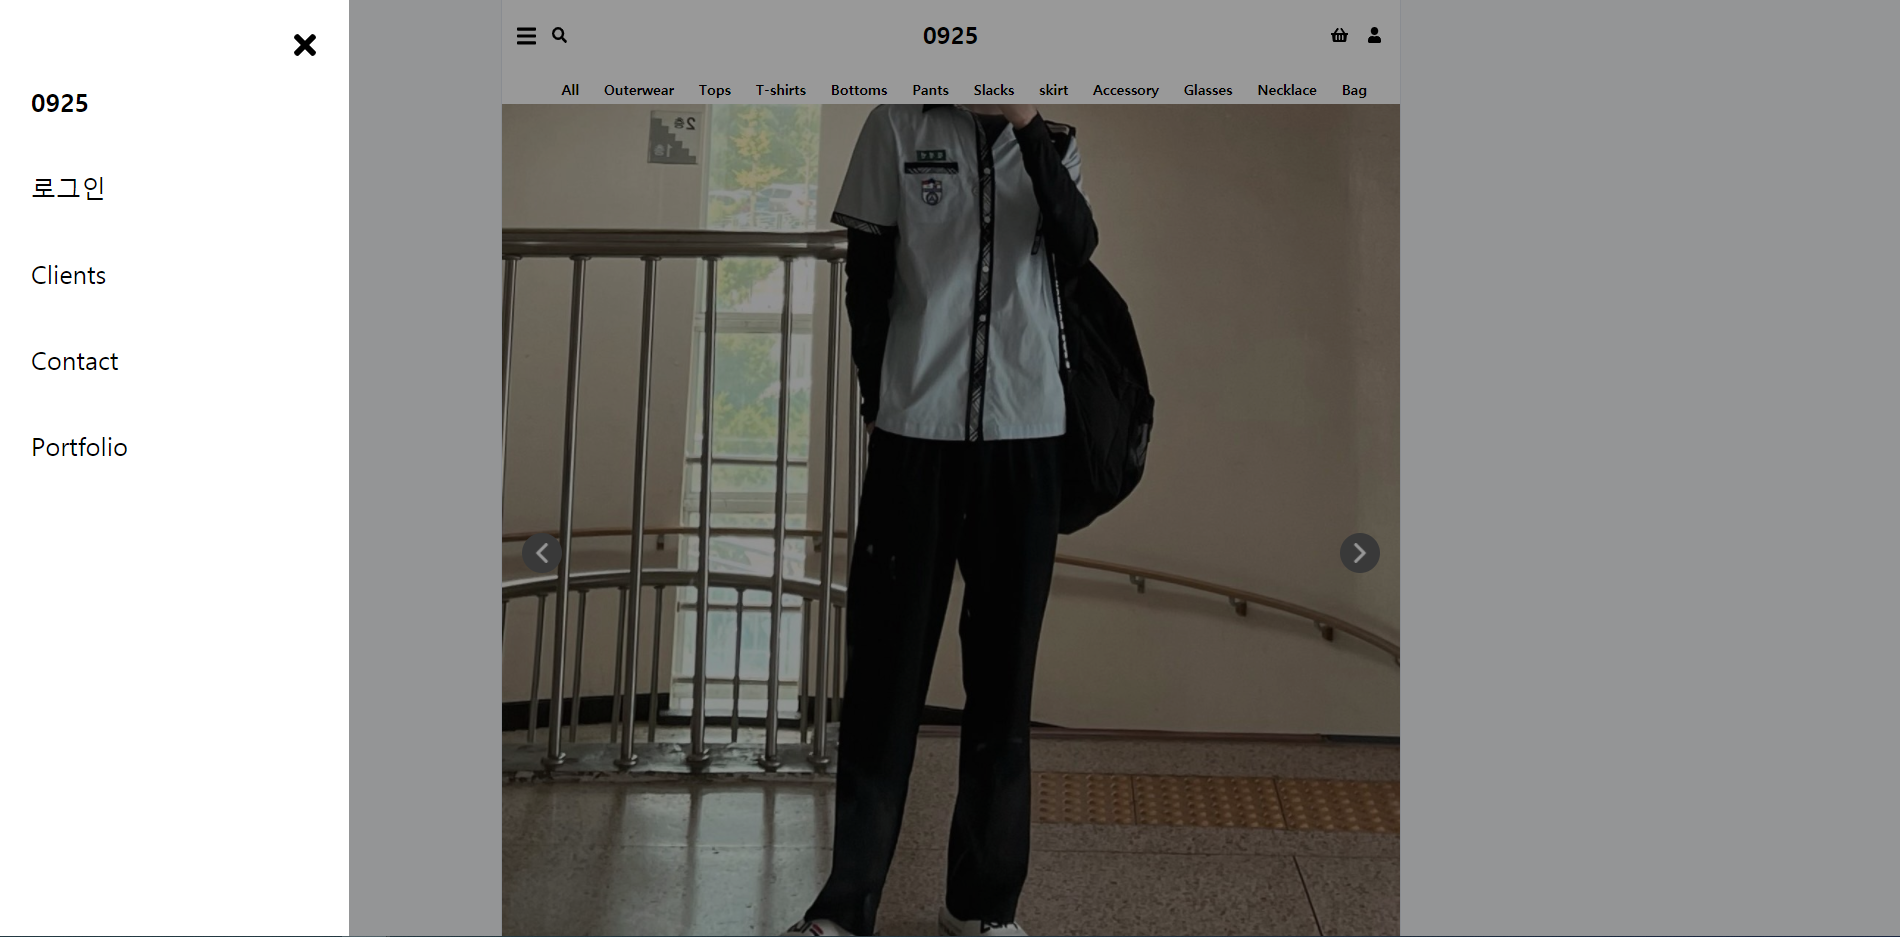 0925
로그인
Clients
Contact
Portfolio
0925
All Outerwear Tops T-shirts Bottoms Pants Slacks skirt Accessory Glasses Necklace Bag
2층
1층